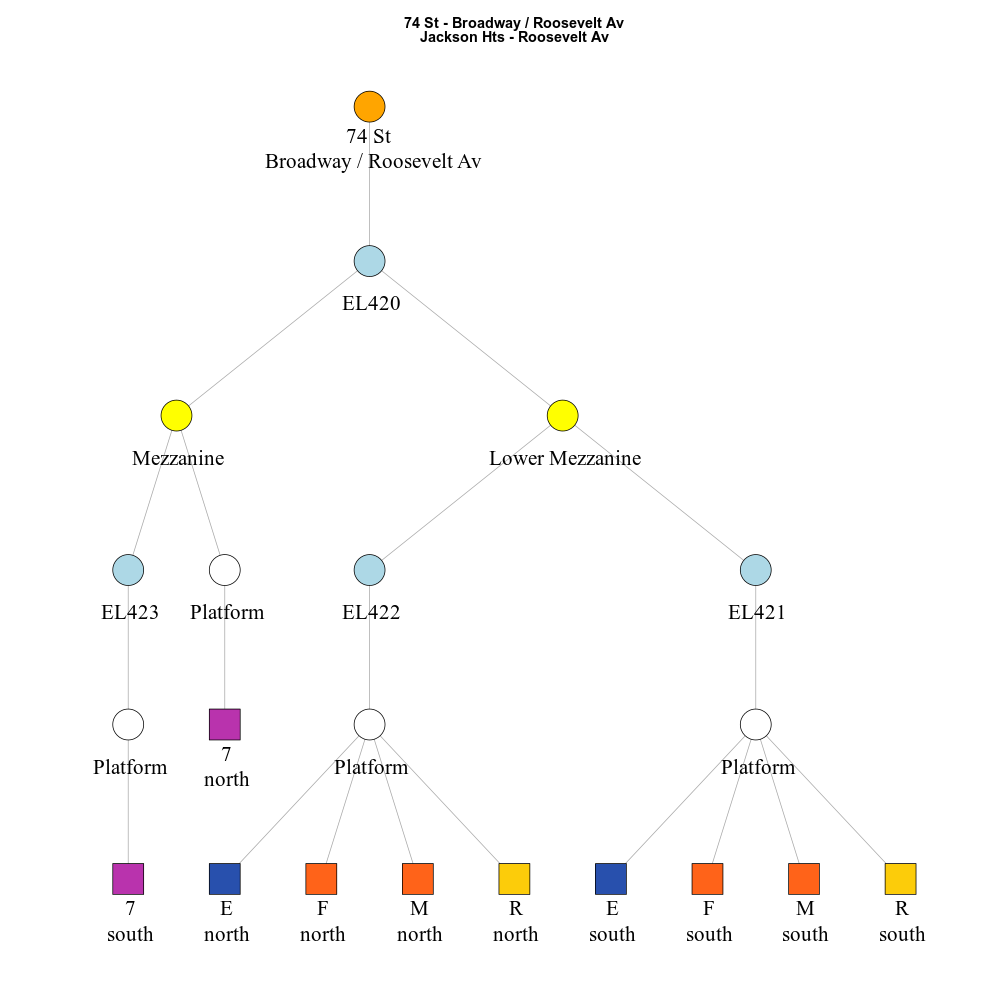 74 St - Broadway / Roosevelt Av
Jackson Hts - Roosevelt Av
74 St
Broadway / Roosevelt Av
EL420
Mezzanine
Lower Mezzanine
EL423
Platform
EL422
EL421
Platform
7
north
Platform
Platform
7
south
E
north
F
north
M
north
R
north
E
south
F
south
M
south
R
south